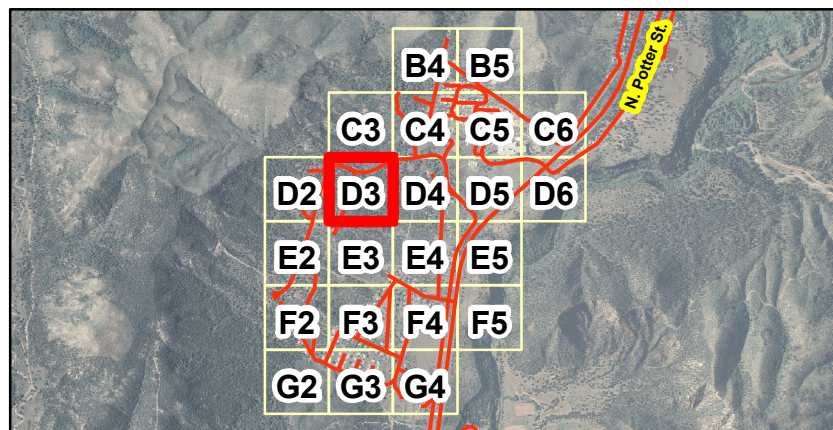 B4 B5
C3 C4 C5 C6
D2 D3 D4 D5 D6
E2 E3 E4 E5
F2 F3 F4 F5
G2 G3 G4
N. Potter St.